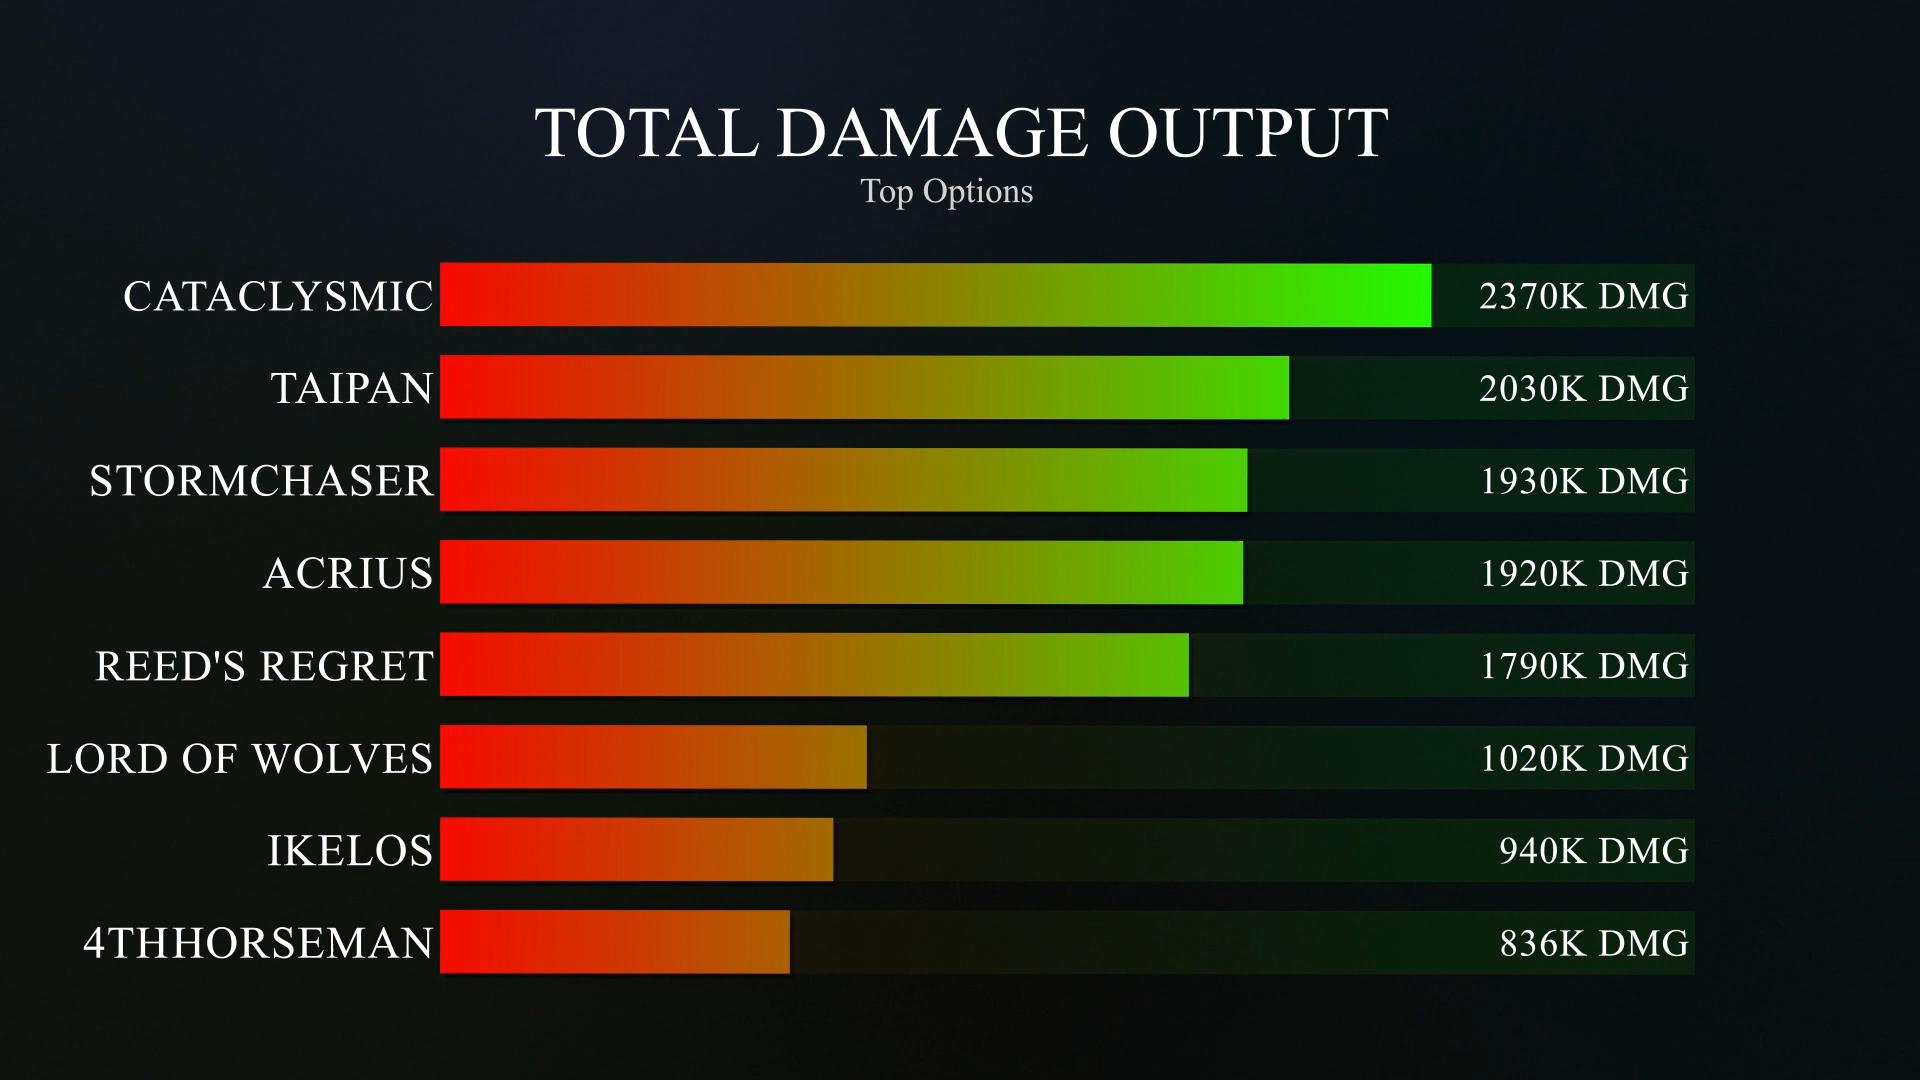 TOTAL DAMAGE OUTPUT
Top Options
CATACLYSMIC 2370K DMG
TAIPAN 2030K DMG
STORMCHASER 1930K DMG
ACRIUS 1920K DMG
REED'S REGRET 1790K DMG
LORD OF WOLVES 1020K DMG
IKELOS 940K DMG
4THHORSEMAN 836K DMG